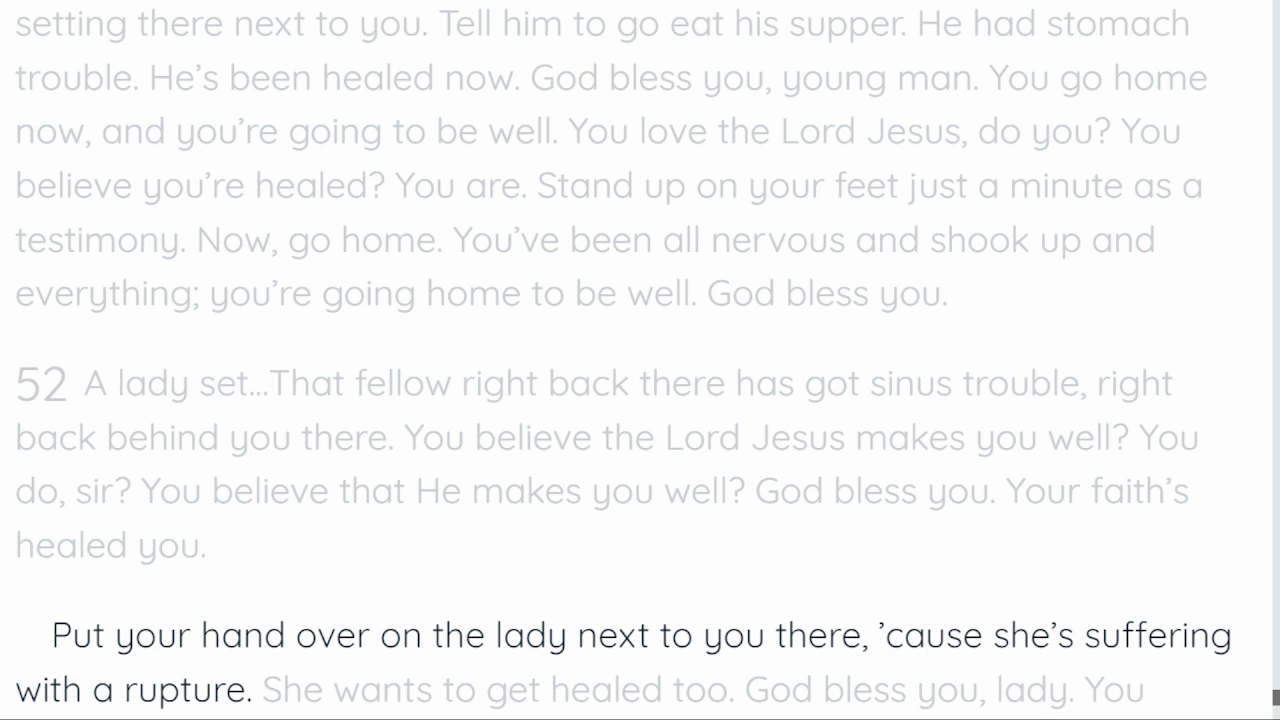 setting there next to you. Tell him to go eat his supper. He had stomach
trouble. He’s been healed now. God bless you, young man. You go home
now, and you’re going to be well. You love the Lord Jesus, do you? You
believe you’re healed? You are. Stand up on your feet just a minute as a
testimony. Now, go home. You’ve been all nervous and shook up and
everything; you’re going home to be well. God bless you.
52 A lady set...That fellow right back there has got sinus trouble, right
back behind you there. You believe the Lord Jesus makes you well? You
do, sir? You believe that He makes you well? God bless you. Your faith’s
healed you.
Put your hand over on the lady next to you there, ’cause she’s suffering
with a rupture. She wants to get healed too. God bless you, lady. You